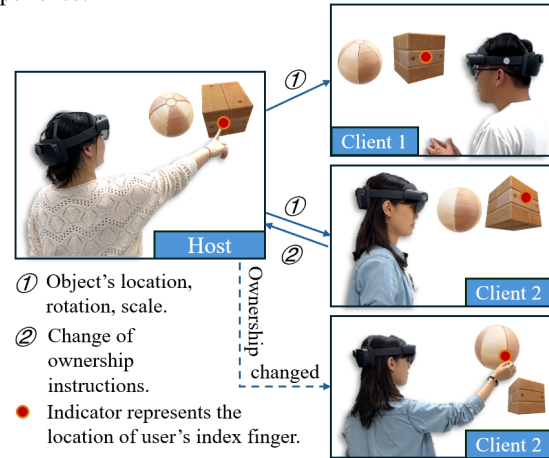 ①
Client 1
①
②
Host
Client 2
① Object's location,
rotation, scale.
② Change of
ownership
instructions.
Indicator represents the
location of user's index finger.
Ownership
changed
Client 2